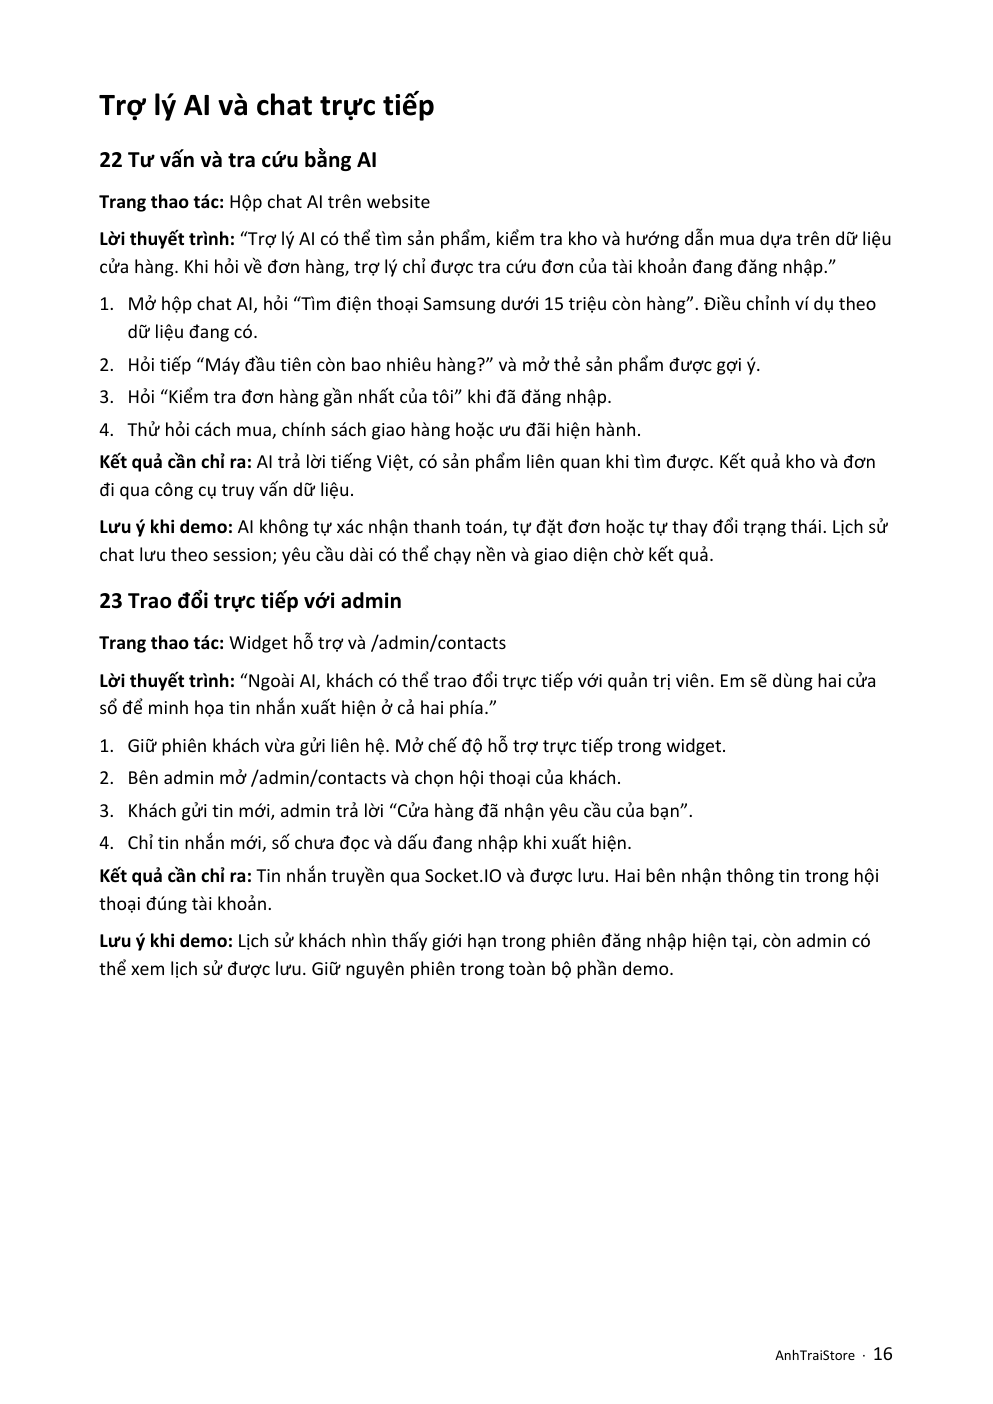 Trợ lý AI và chat trực tiếp
22 Tư vấn và tra cứu bằng AI
Trang thao tác: Hộp chat AI trên website
Lời thuyết trình: “Trợ lý AI có thể tìm sản phẩm, kiểm tra kho và hướng dẫn mua dựa trên dữ liệu
cửa hàng. Khi hỏi về đơn hàng, trợ lý chỉ được tra cứu đơn của tài khoản đang đăng nhập.”
1. Mở hộp chat AI, hỏi “Tìm điện thoại Samsung dưới 15 triệu còn hàng”. Điều chỉnh ví dụ theo
dữ liệu đang có.
2. Hỏi tiếp “Máy đầu tiên còn bao nhiêu hàng?” và mở thẻ sản phẩm được gợi ý.
3. Hỏi “Kiểm tra đơn hàng gần nhất của tôi” khi đã đăng nhập.
4. Thử hỏi cách mua, chính sách giao hàng hoặc ưu đãi hiện hành.
Kết quả cần chỉ ra: AI trả lời tiếng Việt, có sản phẩm liên quan khi tìm được. Kết quả kho và đơn
đi qua công cụ truy vấn dữ liệu.
Lưu ý khi demo: AI không tự xác nhận thanh toán, tự đặt đơn hoặc tự thay đổi trạng thái. Lịch sử
chat lưu theo session; yêu cầu dài có thể chạy nền và giao diện chờ kết quả.
23 Trao đổi trực tiếp với admin
Trang thao tác: Widget hỗ trợ và /admin/contacts
Lời thuyết trình: “Ngoài AI, khách có thể trao đổi trực tiếp với quản trị viên. Em sẽ dùng hai cửa
sổ để minh họa tin nhắn xuất hiện ở cả hai phía.”
1. Giữ phiên khách vừa gửi liên hệ. Mở chế độ hỗ trợ trực tiếp trong widget.
2. Bên admin mở /admin/contacts và chọn hội thoại của khách.
3. Khách gửi tin mới, admin trả lời “Cửa hàng đã nhận yêu cầu của bạn”.
4. Chỉ tin nhắn mới, số chưa đọc và dấu đang nhập khi xuất hiện.
Kết quả cần chỉ ra: Tin nhắn truyền qua Socket.IO và được lưu. Hai bên nhận thông tin trong hội
thoại đúng tài khoản.
Lưu ý khi demo: Lịch sử khách nhìn thấy giới hạn trong phiên đăng nhập hiện tại, còn admin có
thể xem lịch sử được lưu. Giữ nguyên phiên trong toàn bộ phần demo.
AnhTraiStore · 16